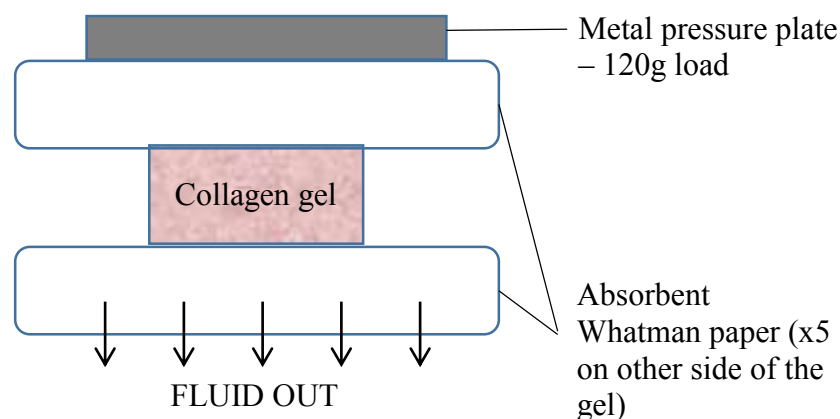 Metal pressure plate
– 120g load
Collagen gel
Absorbent
Whatman paper (x5
on other side of the
gel)
FLUID OUT